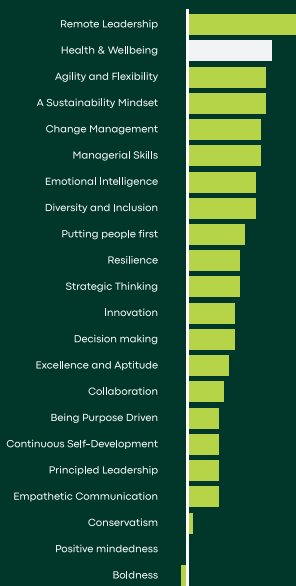 Remote Leadership
Health & Wellbeing
Agility and Flexibility
A Sustainability Mindset
Change Management
Managerial Skills
Emotional Intelligence
Diversity and Inclusion
Putting people first
Resilience
Strategic Thinking
Innovation
Decision making
Excellence and Aptitude
Collaboration
Being Purpose Driven
Continuous Self-Development
Principled Leadership
Empathetic Communication
Conservatism
Positive mindedness
Boldness